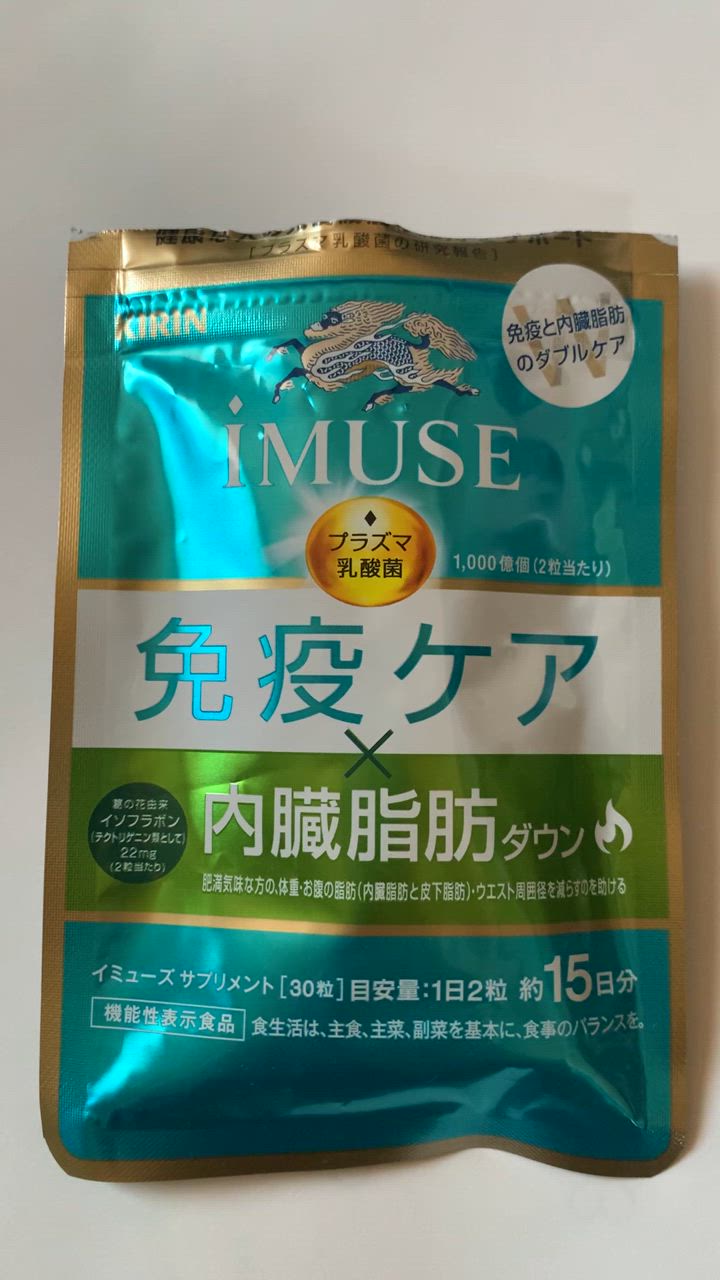 [プラズマ乳酸菌の研究報告]
KIRIN
免疫と内臓脂肪
のダブルケア
iMUSE
プラズマ
乳酸菌
1,000億個(2粒当たり)
免疫ケア
×
内臓脂肪ダウン
葛の花由来
イソフラボン
(テクトリゲニン類として)
22mg
(2粒当たり)
肥満気味な方の、体重・お腹の脂肪(内臓脂肪と皮下脂肪)・ウエスト周囲径を減らすのを助ける
イミューズ サプリメント[30粒]目安量:1日2粒 約15日分
機能性表示食品 食生活は、主食、主菜、副菜を基本に、食事のバランスを。